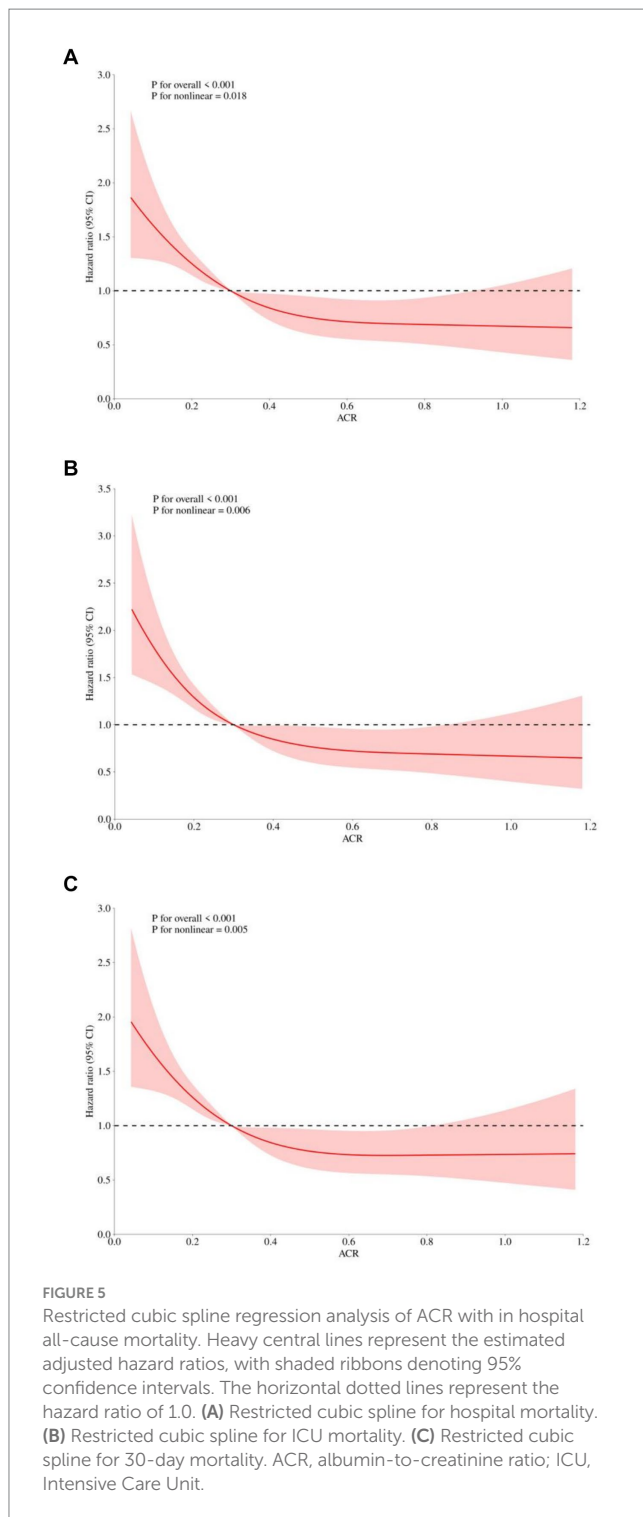 A
P for overall < 0.001
P for nonlinear = 0.018
Hazard ratio (95% CI)
3.0
2.5
2.0
1.5
1.0
0.5
0.0
0.0 0.2 0.4 0.6 0.8 1.0 1.2
ACR
B
P for overall < 0.001
P for nonlinear = 0.006
Hazard ratio (95% CI)
3.5
3.0
2.5
2.0
1.5
1.0
0.5
0.0
0.0 0.2 0.4 0.6 0.8 1.0 1.2
ACR
C
P for overall < 0.001
P for nonlinear = 0.005
Hazard ratio (95% CI)
3.0
2.5
2.0
1.5
1.0
0.5
0.0
0.0 0.2 0.4 0.6 0.8 1.0 1.2
ACR
FIGURE 5
Restricted cubic spline regression analysis of ACR with in hospital
all-cause mortality. Heavy central lines represent the estimated
adjusted hazard ratios, with shaded ribbons denoting 95%
confidence intervals. The horizontal dotted lines represent the
hazard ratio of 1.0. (A) Restricted cubic spline for hospital mortality.
(B) Restricted cubic spline for ICU mortality. (C) Restricted cubic
spline for 30-day mortality. ACR, albumin-to-creatinine ratio; ICU,
Intensive Care Unit.